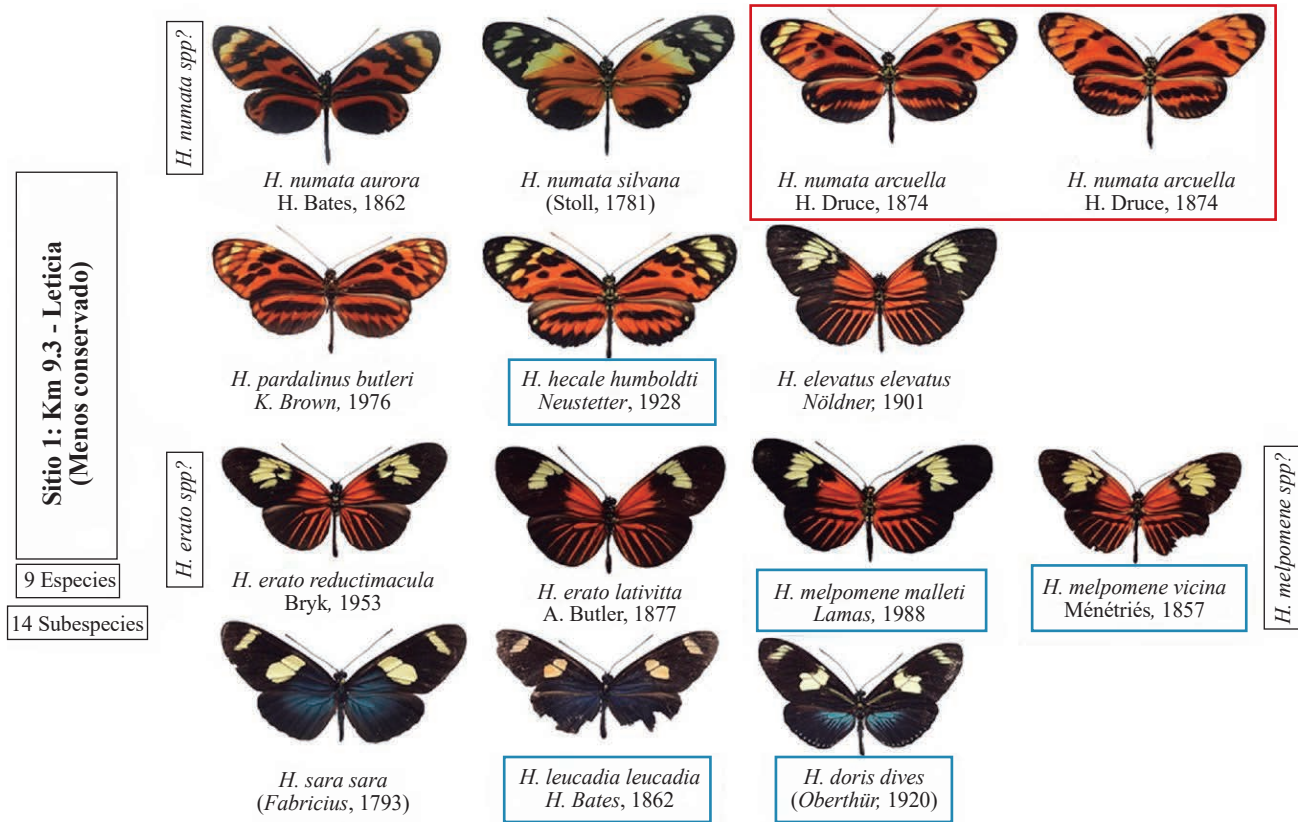 H. numata spp?
H. numata aurora
H. Bates, 1862
H. numata silvana
(Stoll, 1781)
H. numata arcuella
H. Druce, 1874
H. numata arcuella
H. Druce, 1874
Sitio 1: Km 9.3 - Leticia
(Menos conservado)
9 Especies
14 Subespecies
H. pardalinus butleri
K. Brown, 1976
H. hecale humboldti
Neustetter, 1928
H. elevatus elevatus
Nöldner, 1901
H. erato spp?
H. erato reductimacula
Bryk, 1953
H. erato lativitta
A. Butler, 1877
H. melpomene malleti
Lamas, 1988
H. melpomene vicina
Ménétriés, 1857
H. melpomene spp?
H. sara sara
(Fabricius, 1793)
H. leucadia leucadia
H. Bates, 1862
H. doris dives
(Oberthür, 1920)